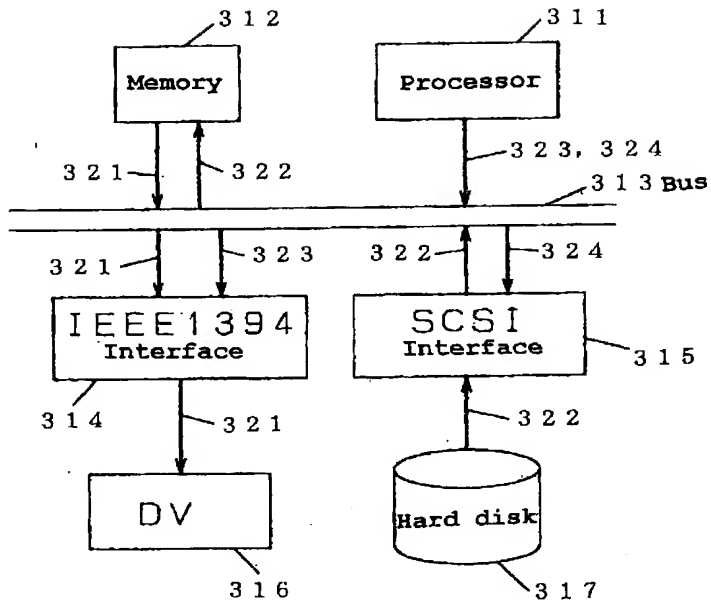 312
311
Memory
Processor
321
322
323, 324
313 Bus
321
323
322
324
IEEE1394
Interface
SCSI
Interface
315
314
321
322
DV
Hard disk
316
317